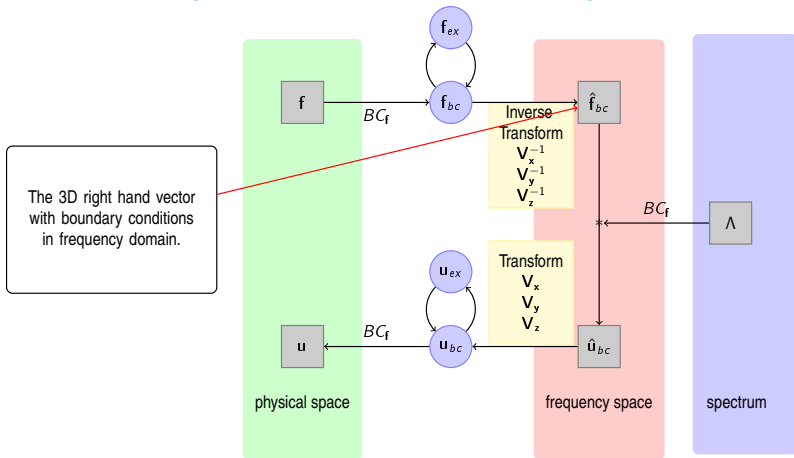 f_ex
f
BC_f
f_bc
Inverse
Transform
V_x^{-1}
V_y^{-1}
V_z^{-1}
f̂_bc
The 3D right hand vector
with boundary conditions
in frequency domain.
*
BC_f
Λ
u_ex
Transform
V_x
V_y
V_z
u
BC_f
u_bc
û_bc
physical space
frequency space
spectrum